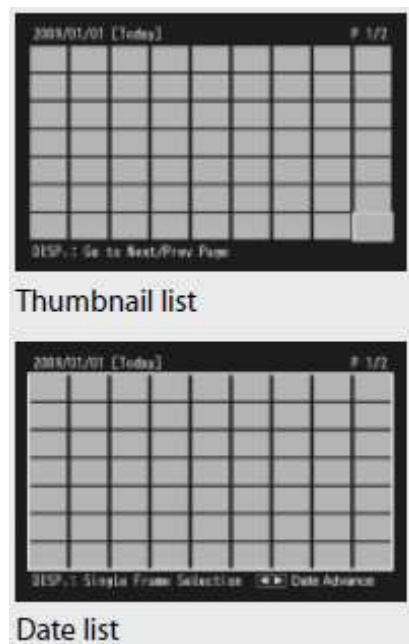 2009/01/01 [Today] P 1/2
DISP.: Go to Next/Prev Page
Thumbnail list
2009/01/01 [Today] P 1/2
DISP.: Single Frame Selection ◀▶ Date Advance
Date list